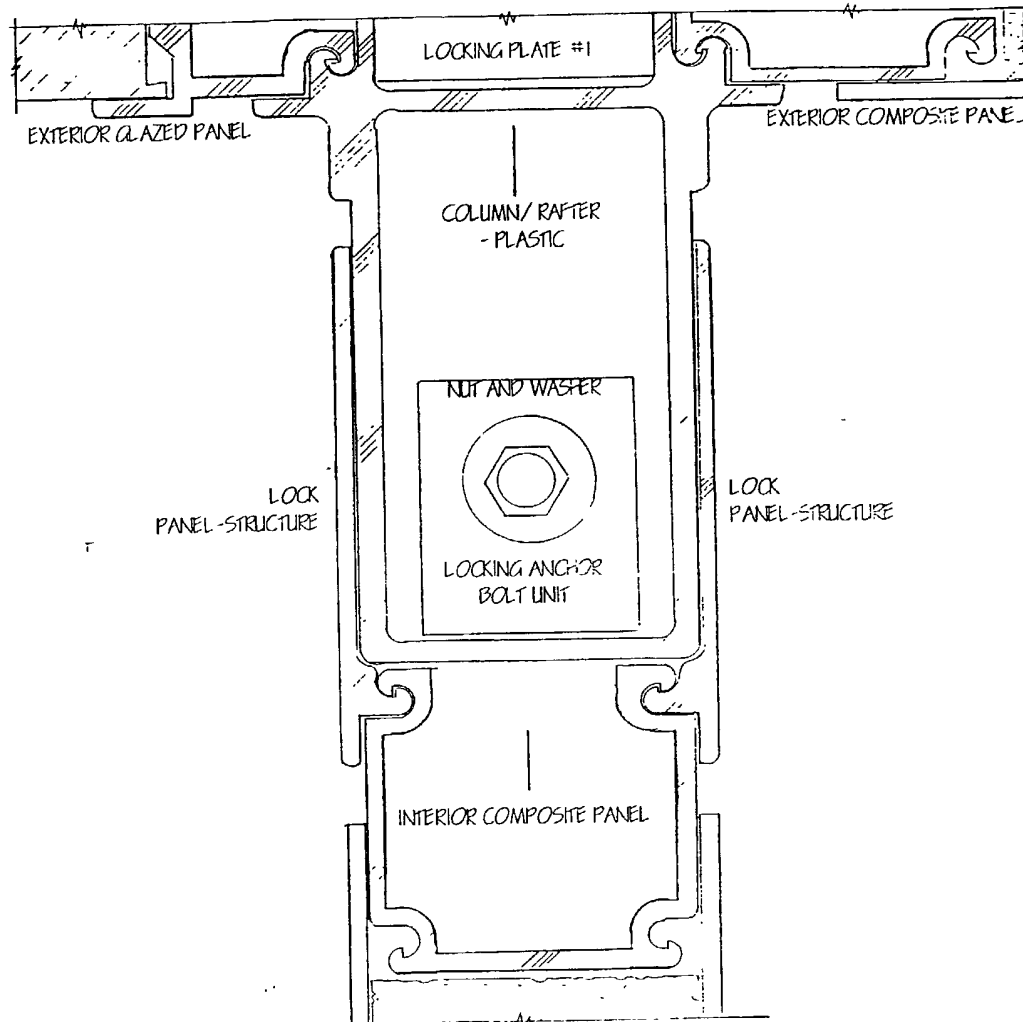 LOCKING PLATE #1
EXTERIOR GLAZED PANEL
EXTERIOR COMPOSITE PANEL
COLUMN/ RAFTER
- PLASTIC
NUT AND WASHER
LOCK
PANEL-STRUCTURE
LOCK
PANEL-STRUCTURE
LOCKING ANCHOR
BOLT UNIT
INTERIOR COMPOSITE PANEL